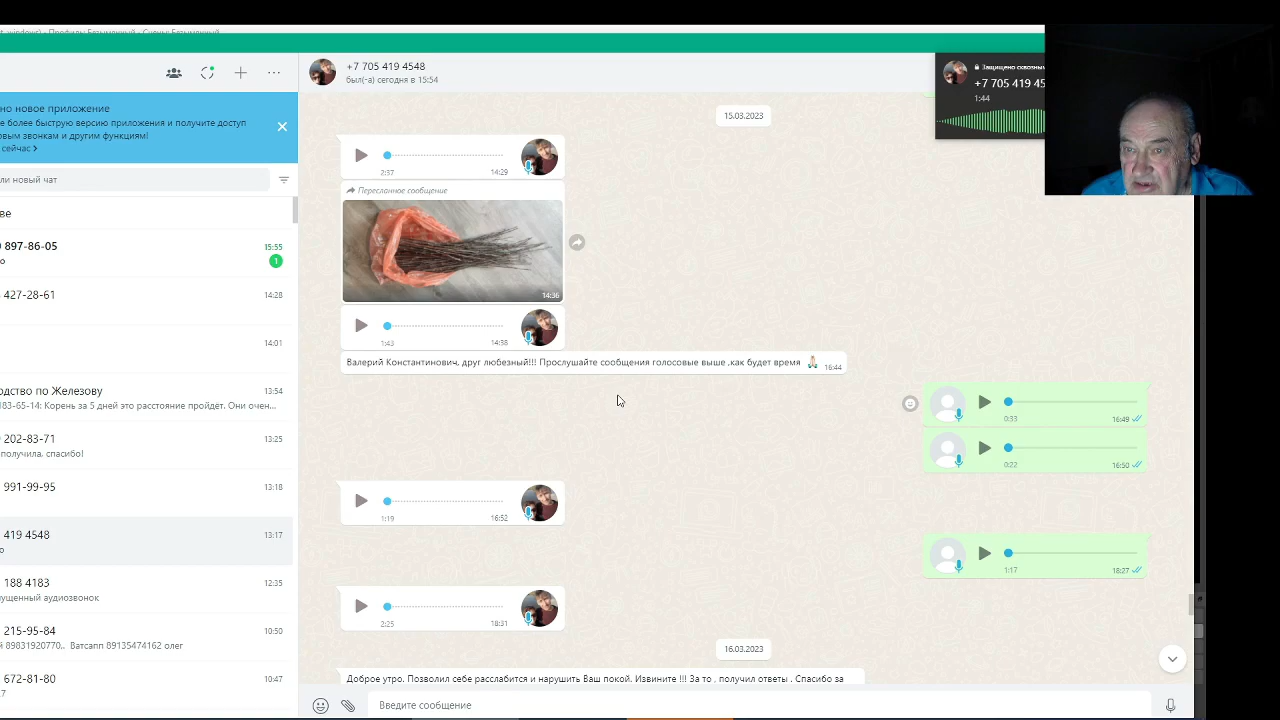 но новое приложение
е более быструю версию приложения и получите доступ
овым звонкам и другим функциям!
сейчас
ли новый чат
ве
897-86-05
15:55
о
1
427-28-61
14:28
14:01
одство по Железову
13:54
183-65-14: Корень за 5 дней это расстояние пройдёт. Они очен...
202-83-71
13:25
получила, спасибо!
991-99-95
13:18
419 4548
13:17
о
188 4183
12:35
ущенный аудиозвонок
215-95-84
10:50
й 89831920770.. Ватсапп 89135474162 олег
672-81-80
10:47
.7
+7 705 419 4548
был(-а) сегодня в 15:54
Защищено сквозным
+7 705 419 45
1:44
15.03.2023
2:37
14:29
Пересланное сообщение
14:36
1:43
14:38
Валерий Константинович, друг любезный!!! Прослушайте сообщения голосовые выше ,как будет время
16:44
0:33
16:49
0:22
16:50
1:19
16:52
1:17
18:27
2:25
18:31
16.03.2023
Доброе утро. Позволил себе расслабится и нарушить Ваш покой. Извините !!! За то , получил ответы . Спасибо за
Введите сообщение